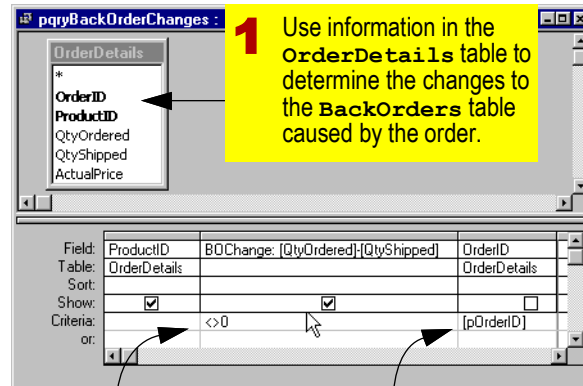 pqryBackOrderChanges :
OrderDetails
*
OrderID
ProductID
QtyOrdered
QtyShipped
ActualPrice
1 Use information in the
OrderDetails table to
determine the changes to
the BackOrders table
caused by the order.
Field: ProductID BOChange: [QtyOrdered]-[QtyShipped] OrderID
Table: OrderDetails OrderDetails
Sort:
Show:
Criteria: <>0 [pOrderID]
or: